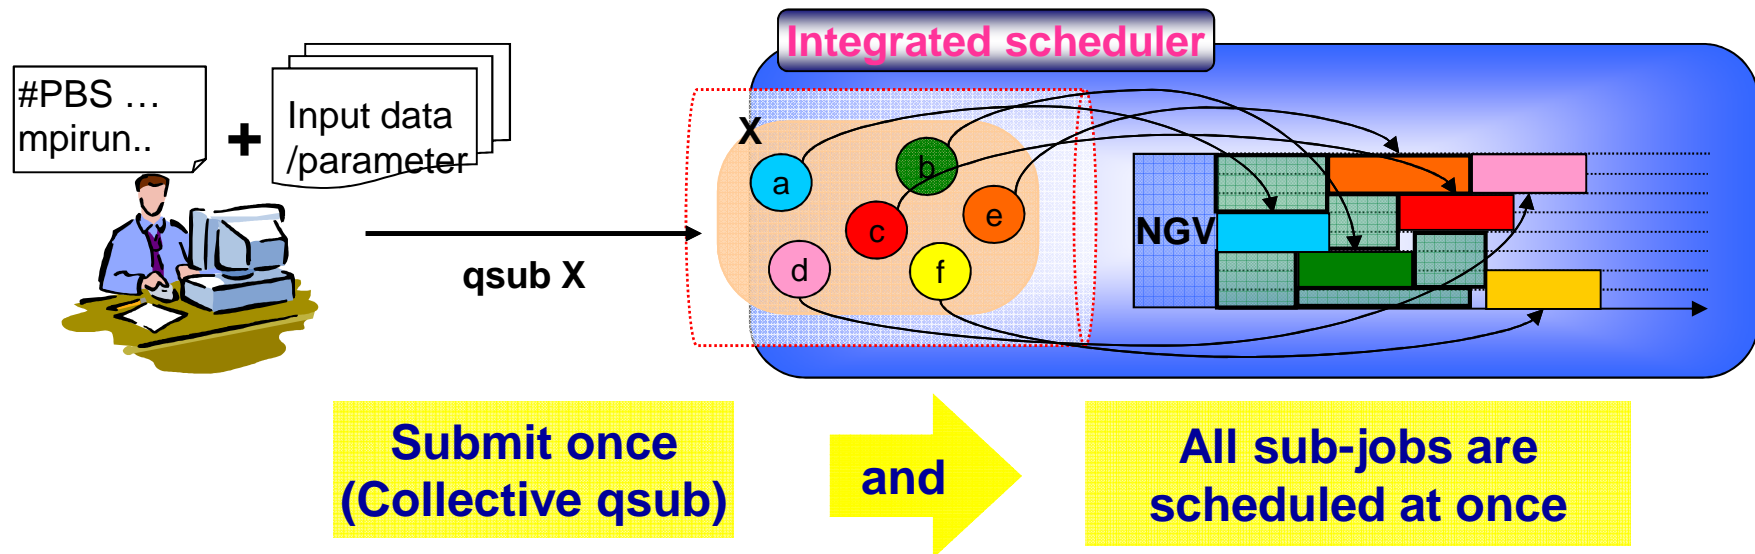 Integrated scheduler
#PBS …
mpirun..
+
Input data
/parameter
X
a
b
c
d
e
f
qsub X
NGV
Submit once
(Collective qsub)
and
All sub-jobs are
scheduled at once